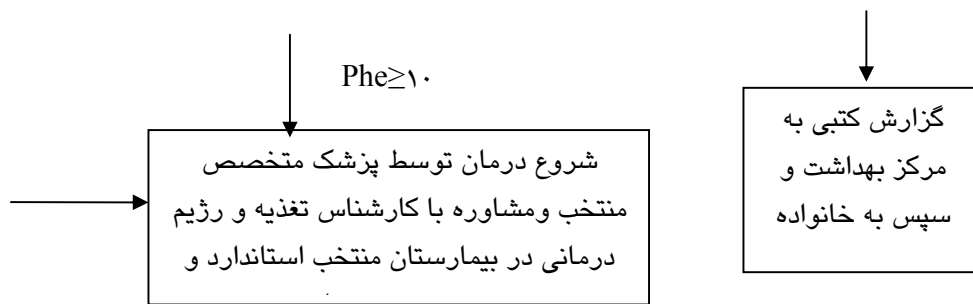 Phe≥۱۰
گزارش کتبی به
مرکز بهداشت و
سپس به خانواده
شروع درمان توسط پزشک متخصص
منتخب ومشاوره با کارشناس تغذیه و رژیم
درمانی در بیمارستان منتخب استاندارد و